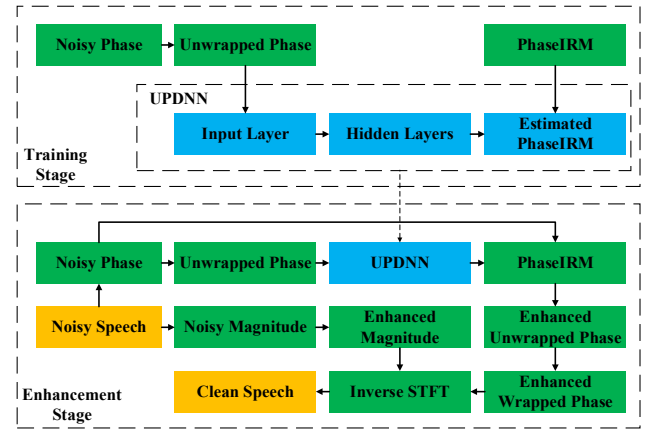 Noisy Phase
Unwrapped Phase
PhaseIRM
UPDNN
Input Layer
Hidden Layers
Estimated
PhaseIRM
Training
Stage
Noisy Phase
Unwrapped Phase
UPDNN
PhaseIRM
Noisy Speech
Noisy Magnitude
Enhanced
Magnitude
Enhanced
Unwrapped Phase
Clean Speech
Inverse STFT
Enhanced
Wrapped Phase
Enhancement
Stage